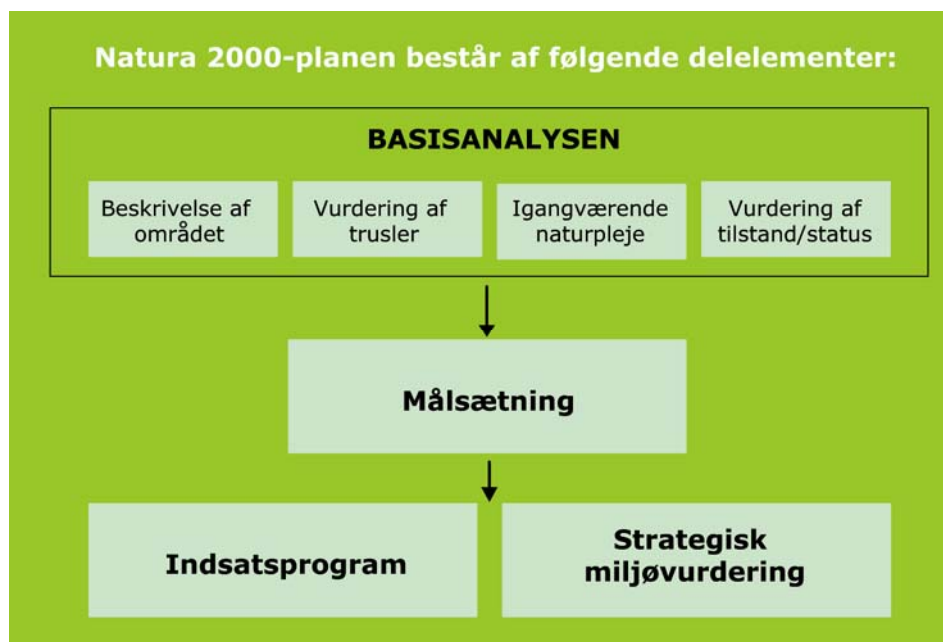 Natura 2000-planen består af følgende delelementer:
BASISANALYSEN
Beskrivelse af
området
Vurdering af
trusler
Igangværende
naturpleje
Vurdering af
tilstand/status
Målsætning
Indsatsprogram
Strategisk
miljøvurdering